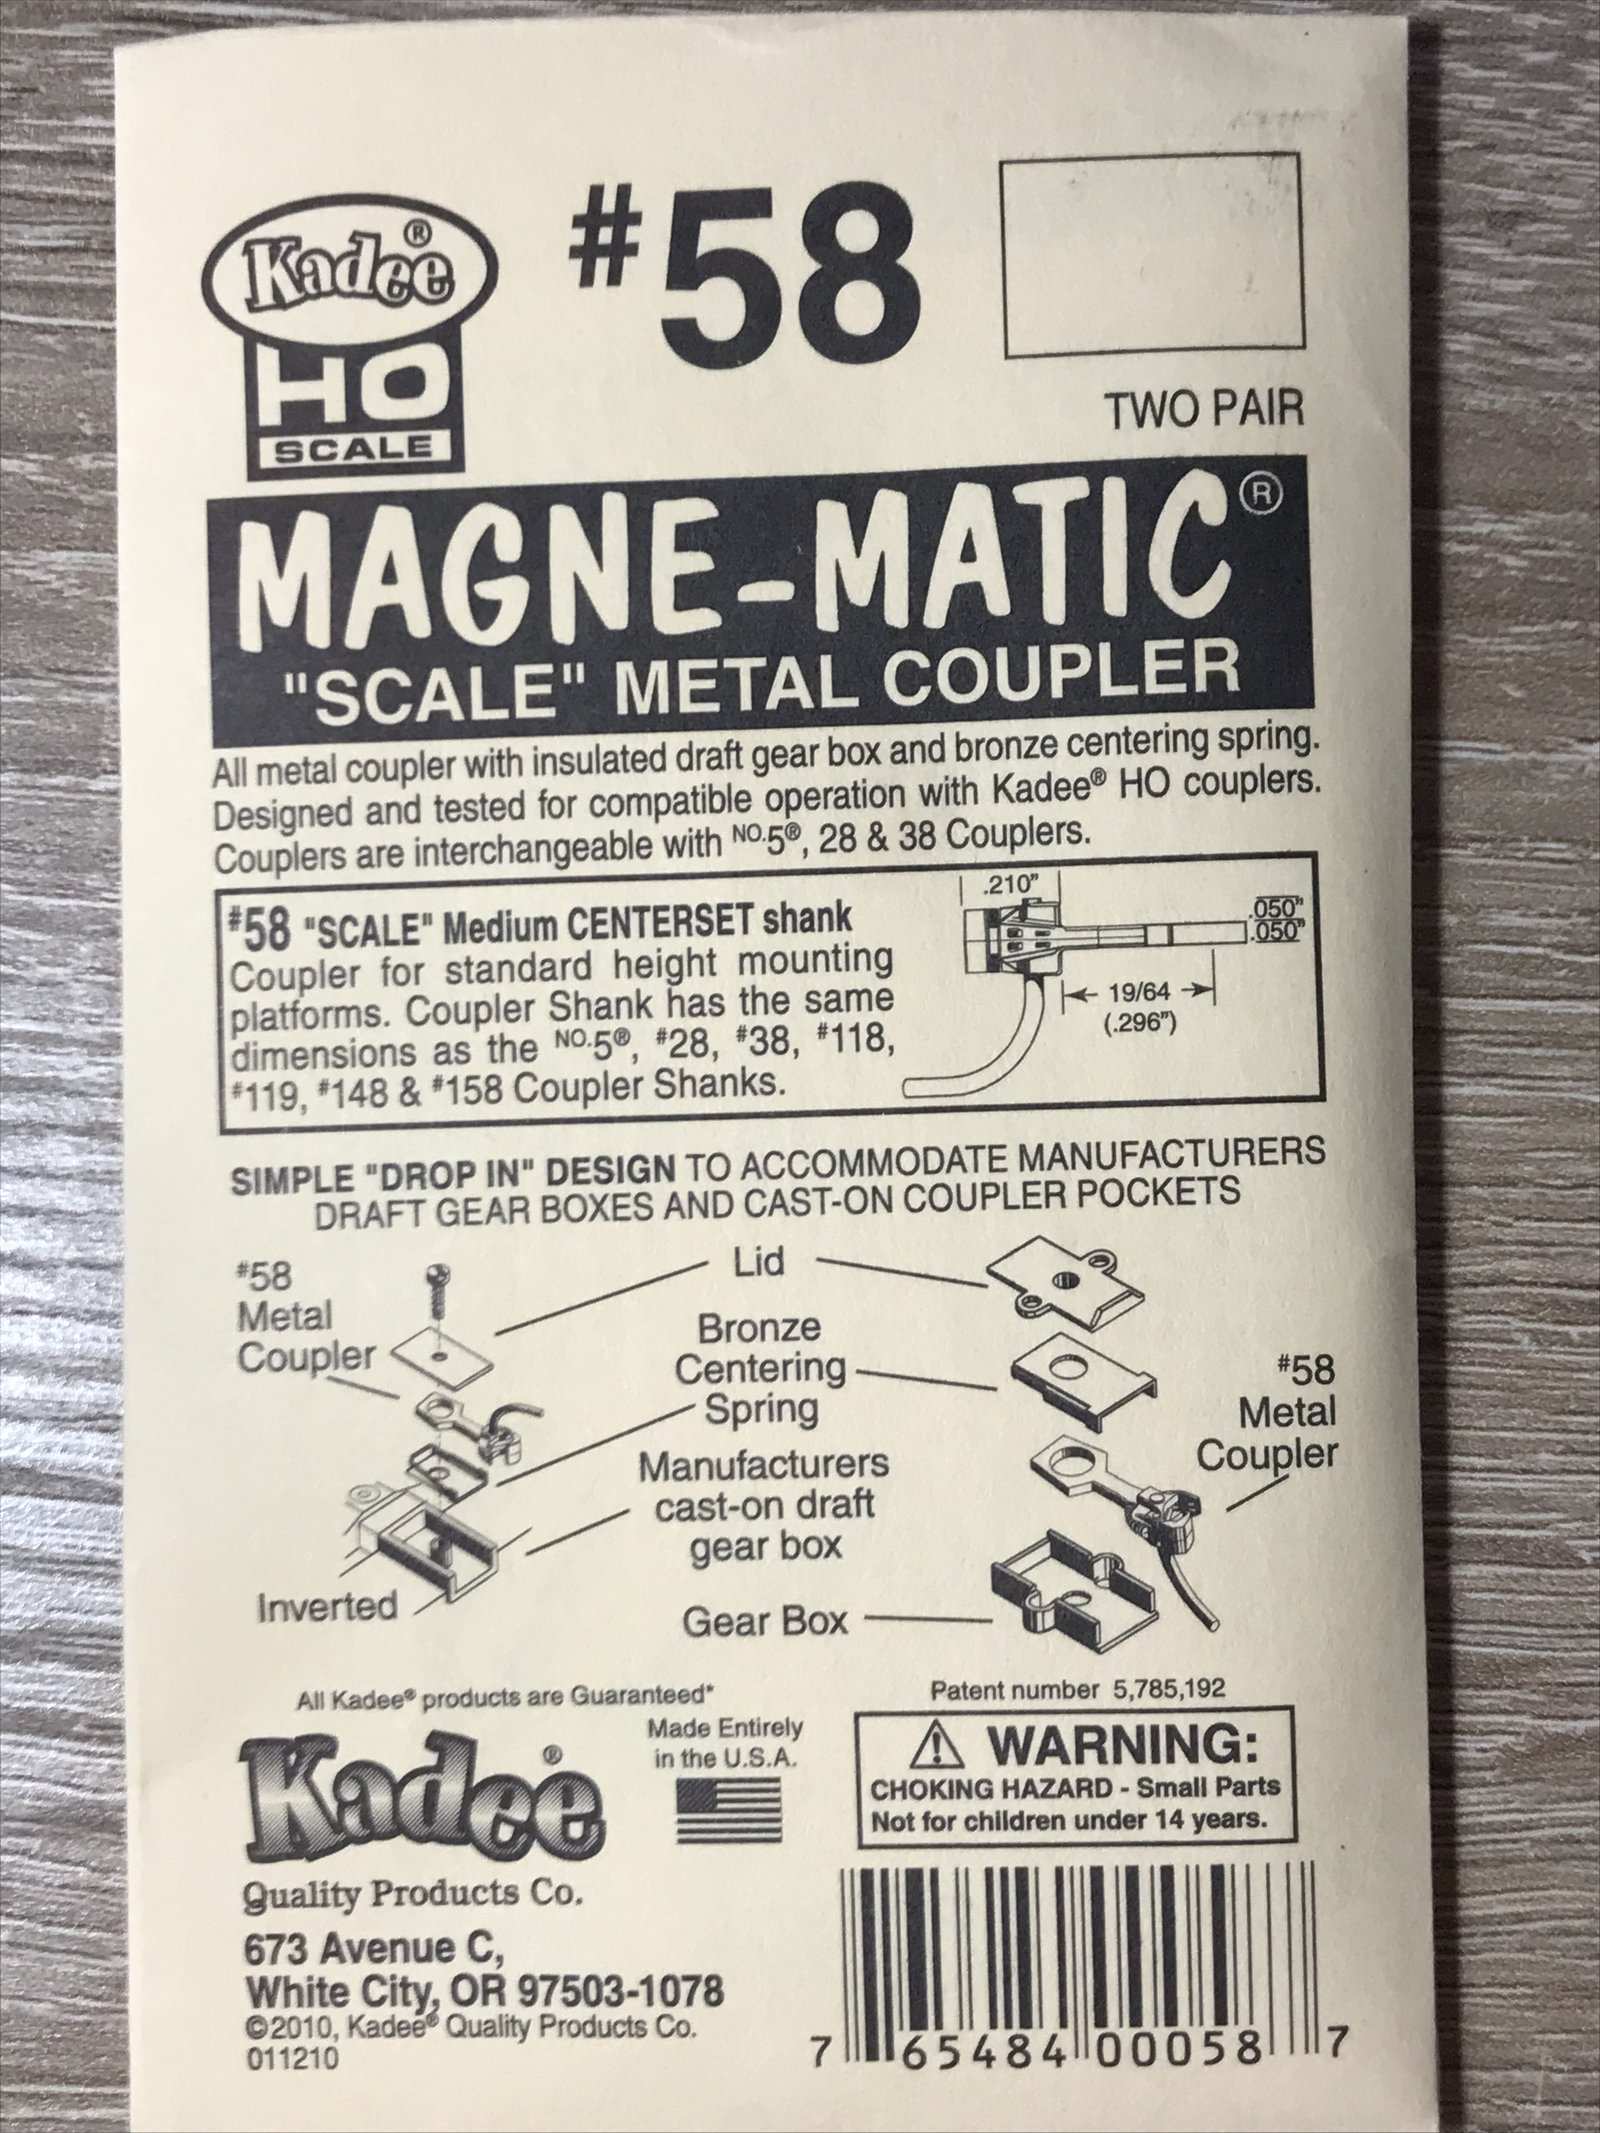 Kadee®
HO
SCALE
#58
TWO PAIR
MAGNE-MATIC®
"SCALE" METAL COUPLER
All metal coupler with insulated draft gear box and bronze centering spring.
Designed and tested for compatible operation with Kadee® HO couplers.
Couplers are interchangeable with NO.5®, 28 & 38 Couplers.
#58 "SCALE" Medium CENTERSET shank
Coupler for standard height mounting
platforms. Coupler Shank has the same
dimensions as the NO.5®, #28, #38, #118,
#119, #148 & #158 Coupler Shanks.
.210"
.050"
.050"
19/64
(.296")
SIMPLE "DROP IN" DESIGN TO ACCOMMODATE MANUFACTURERS
DRAFT GEAR BOXES AND CAST-ON COUPLER POCKETS
#58
Metal
Coupler
Lid
Bronze
Centering
Spring
Manufacturers
cast-on draft
gear box
Inverted
Gear Box
#58
Metal
Coupler
All Kadee® products are Guaranteed*
Made Entirely
in the U.S.A.
Kadee®
Quality Products Co.
673 Avenue C,
White City, OR 97503-1078
©2010, Kadee® Quality Products Co.
011210
Patent number 5,785,192
WARNING:
CHOKING HAZARD - Small Parts
Not for children under 14 years.
7 65484 00058 7